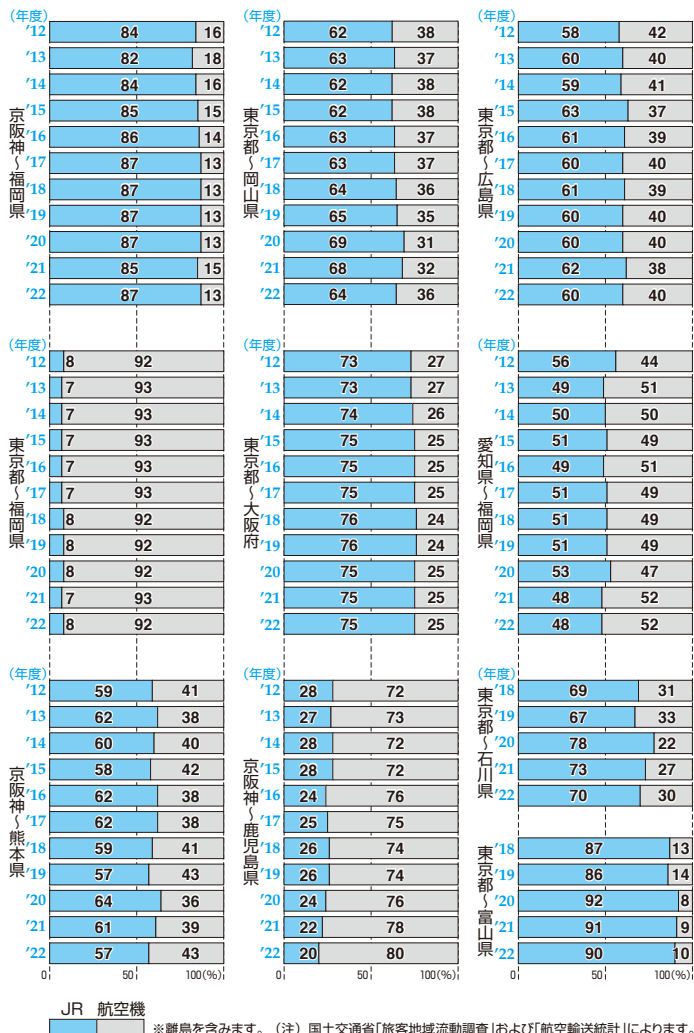 (年度)
京阪神〜福岡県
'12 84 16
'13 82 18
'14 84 16
'15 85 15
'16 86 14
'17 87 13
'18 87 13
'19 87 13
'20 87 13
'21 85 15
'22 87 13
東京都〜岡山県
'12 62 38
'13 63 37
'14 62 38
'15 62 38
'16 63 37
'17 63 37
'18 64 36
'19 65 35
'20 69 31
'21 68 32
'22 64 36
東京都〜広島県
'12 58 42
'13 60 40
'14 59 41
'15 63 37
'16 61 39
'17 60 40
'18 61 39
'19 60 40
'20 60 40
'21 62 38
'22 60 40
(年度)
東京都〜福岡県
'12 8 92
'13 7 93
'14 7 93
'15 7 93
'16 7 93
'17 7 93
'18 8 92
'19 8 92
'20 8 92
'21 7 93
'22 8 92
東京都〜大阪府
'12 73 27
'13 73 27
'14 74 26
'15 75 25
'16 75 25
'17 75 25
'18 76 24
'19 76 24
'20 75 25
'21 75 25
'22 75 25
愛知県〜福岡県
'12 56 44
'13 49 51
'14 50 50
'15 51 49
'16 49 51
'17 51 49
'18 51 49
'19 51 49
'20 53 47
'21 48 52
'22 48 52
(年度)
京阪神〜熊本県
'12 59 41
'13 62 38
'14 60 40
'15 58 42
'16 62 38
'17 62 38
'18 59 41
'19 57 43
'20 64 36
'21 61 39
'22 57 43
0 50 100(%)
(年度)
京阪神〜鹿児島県
'12 28 72
'13 27 73
'14 28 72
'15 28 72
'16 24 76
'17 25 75
'18 26 74
'19 26 74
'20 24 76
'21 22 78
'22 20 80
0 50 100(%)
(年度)
東京都〜石川県
'18 69 31
'19 67 33
'20 78 22
'21 73 27
'22 70 30
東京都〜富山県
'18 87 13
'19 86 14
'20 92 8
'21 91 9
'22 90 10
0 50 100(%)
JR 航空機
※離島を含みます。(注) 国土交通省「旅客地域流動調査」および「航空輸送統計」によります。